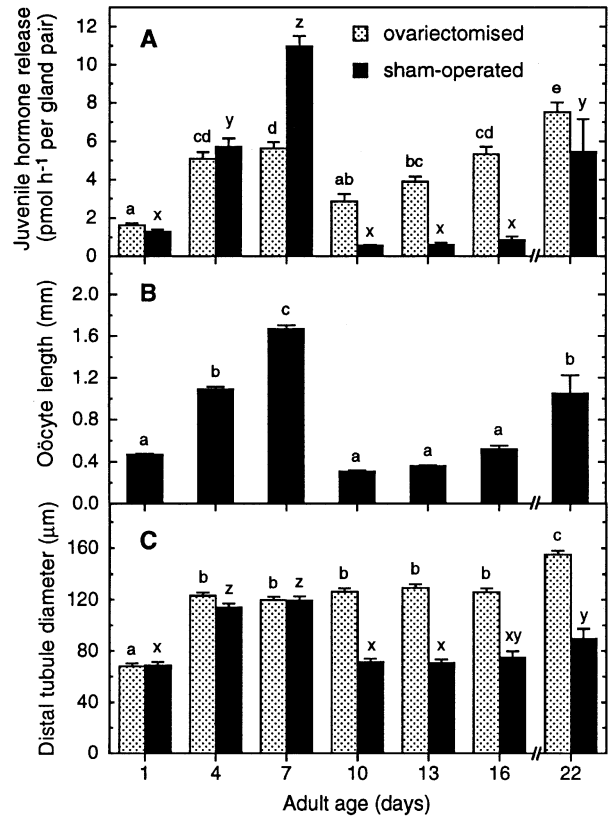 Juvenile hormone release
(pmol h⁻¹ per gland pair)
12
10
8
6
4
2
0
A
ovariectomised
sham-operated
a x cd y d z ab x bc x cd x e y
Oöcyte length (mm)
2.0
1.6
1.2
0.8
0.4
0.0
B
a b c a a a b
Distal tubule diameter (µm)
160
120
80
40
0
C
a x b z b z b x b x b xy c y
1 4 7 10 13 16 22
Adult age (days)